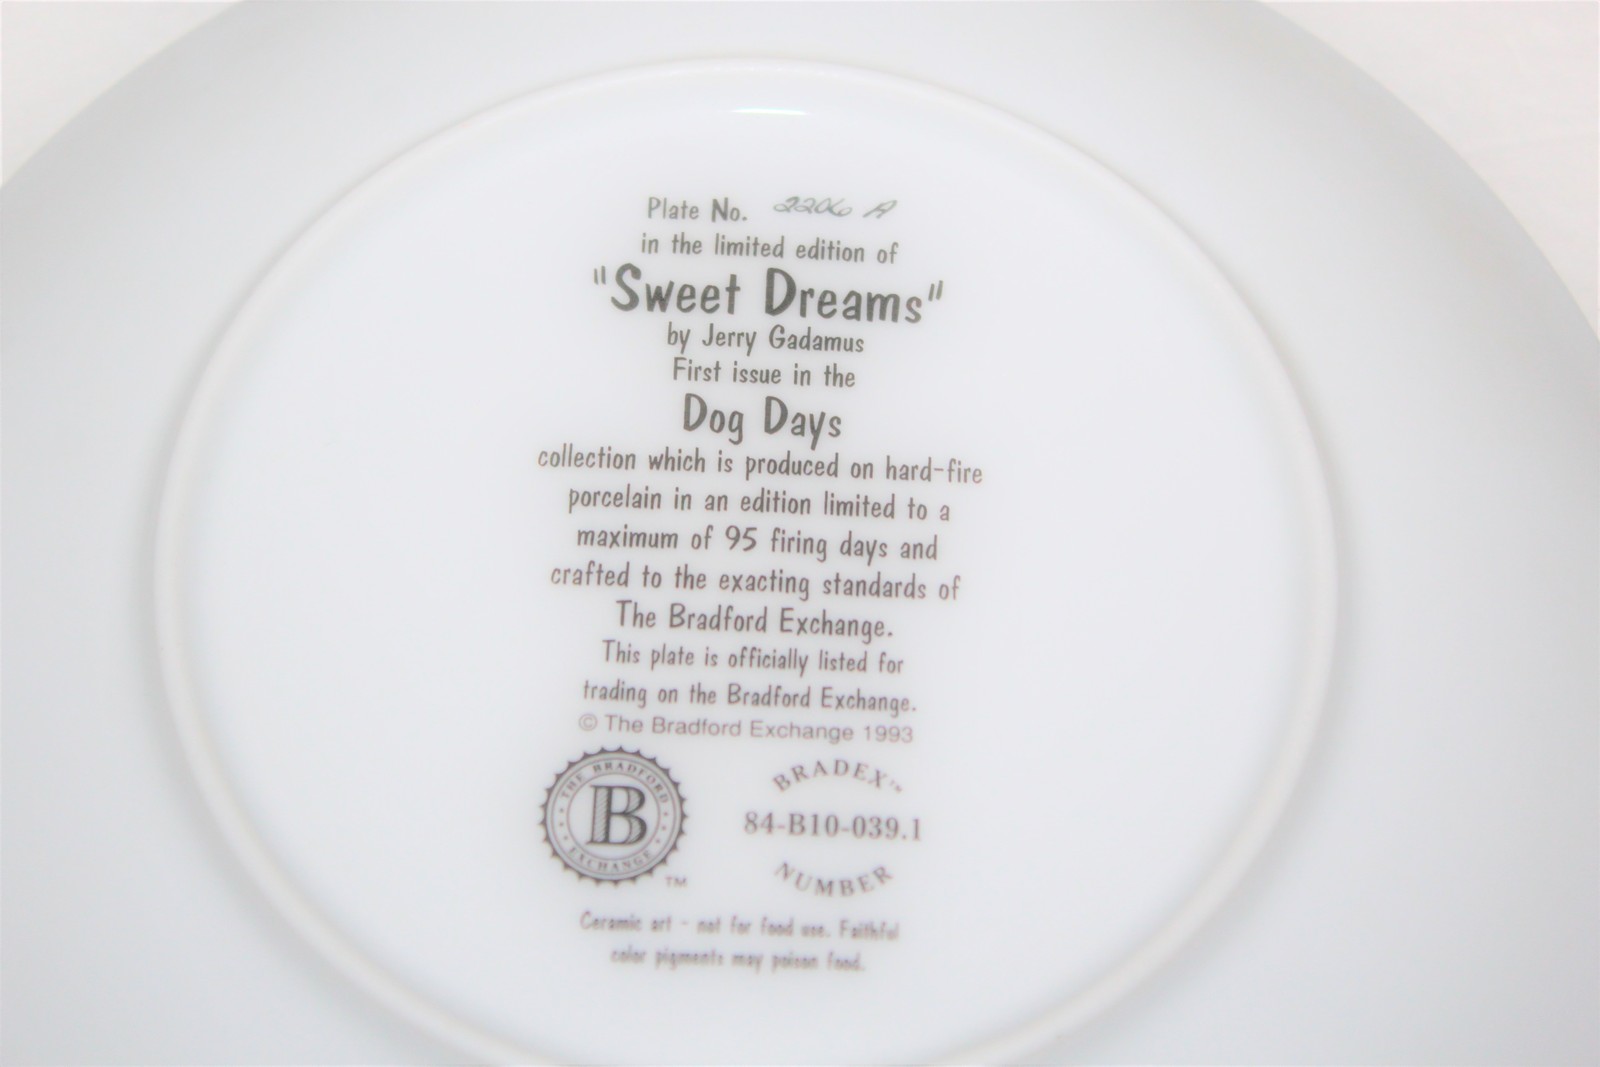 Plate No. 2206 A
in the limited edition of
"Sweet Dreams"
by Jerry Gadamus
First issue in the
Dog Days
collection which is produced on hard-fire
porcelain in an edition limited to a
maximum of 95 firing days and
crafted to the exacting standards of
The Bradford Exchange.
This plate is officially listed for
trading on the Bradford Exchange.
© The Bradford Exchange 1993
THE BRADFORD
B
EXCHANGE
TM
BRADEX™
84-B10-039.1
NUMBER
Ceramic art - not for food use. Faithful
color pigments may poison food.